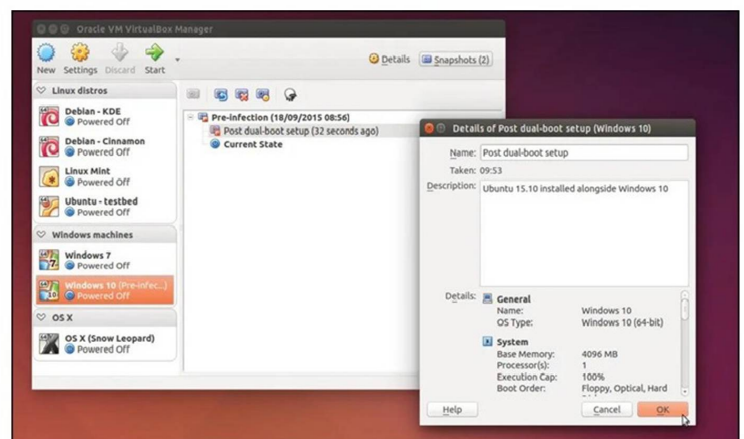 Oracle VM VirtualBox Manager
New Settings Discard Start
Details Snapshots (2)
Linux distros
Debian - KDE
Powered Off
Debian - Cinnamon
Powered Off
Linux Mint
Powered Off
Ubuntu - testbed
Powered Off
Windows machines
Windows 7
Powered Off
Windows 10 (Pre-infec...)
Powered Off
OS X
OS X (Snow Leopard)
Powered Off
Pre-infection (18/09/2015 08:56)
Post dual-boot setup (32 seconds ago)
Current State
Details of Post dual-boot setup (Windows 10)
Name: Post dual-boot setup
Taken: 09:53
Description: Ubuntu 15.10 installed alongside Windows 10
Details: General
Name: Windows 10
OS Type: Windows 10 (64-bit)
System
Base Memory: 4096 MB
Processor(s): 1
Execution Cap: 100%
Boot Order: Floppy, Optical, Hard
Help Cancel OK